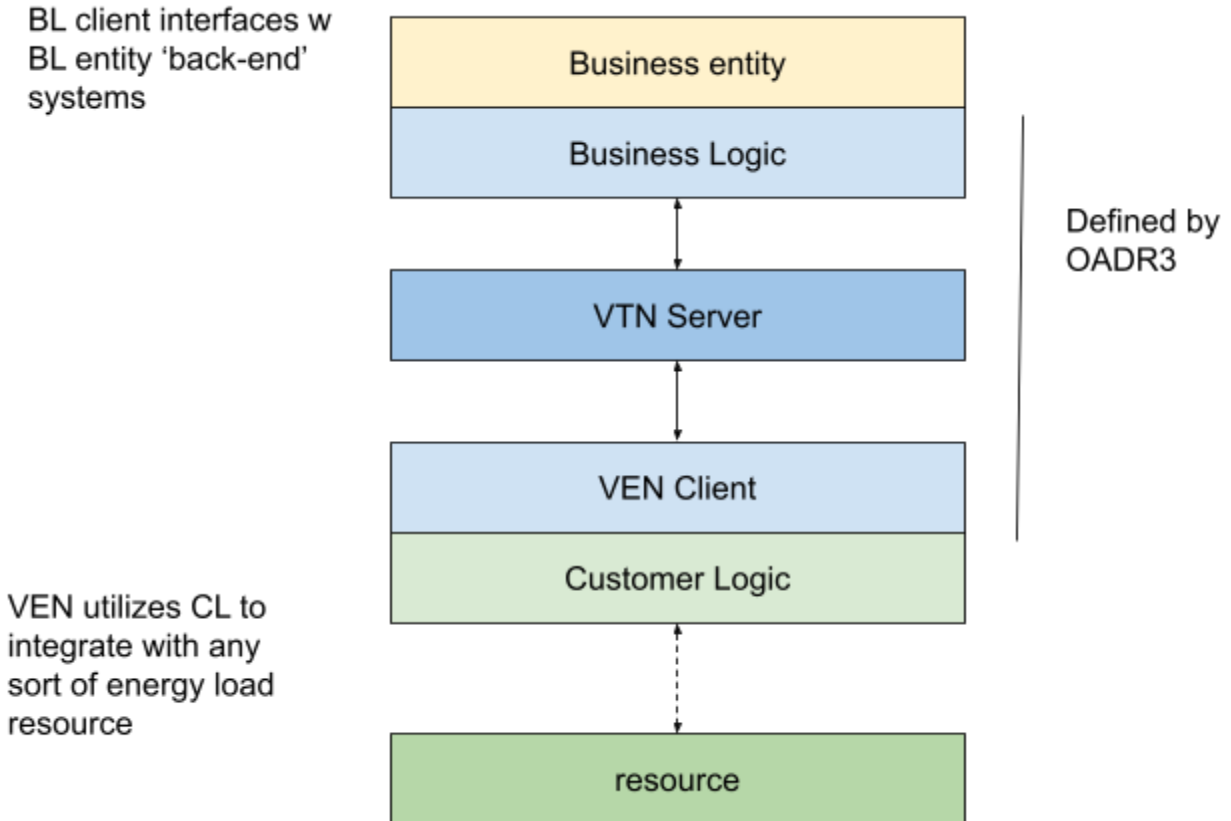 BL client interfaces w
BL entity ‘back-end’
systems
Business entity
Business Logic
Defined by
OADR3
VTN Server
VEN Client
Customer Logic
VEN utilizes CL to
integrate with any
sort of energy load
resource
resource